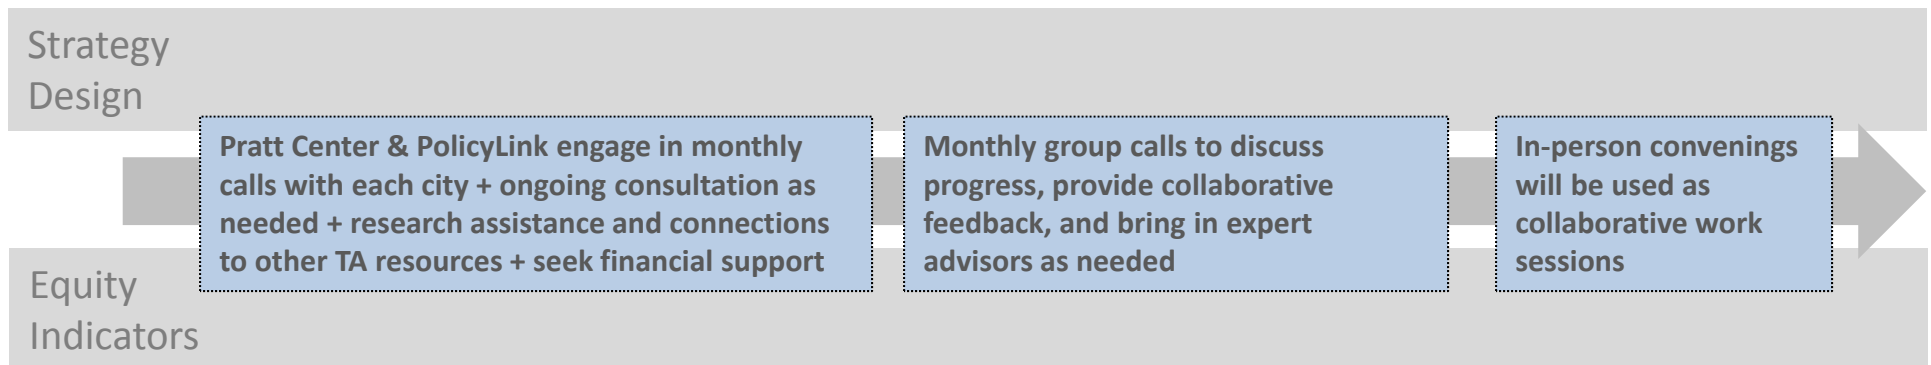 Strategy
Design
Pratt Center & PolicyLink engage in monthly
calls with each city + ongoing consultation as
needed + research assistance and connections
to other TA resources + seek financial support
Monthly group calls to discuss
progress, provide collaborative
feedback, and bring in expert
advisors as needed
In-person convenings
will be used as
collaborative work
sessions
Equity
Indicators